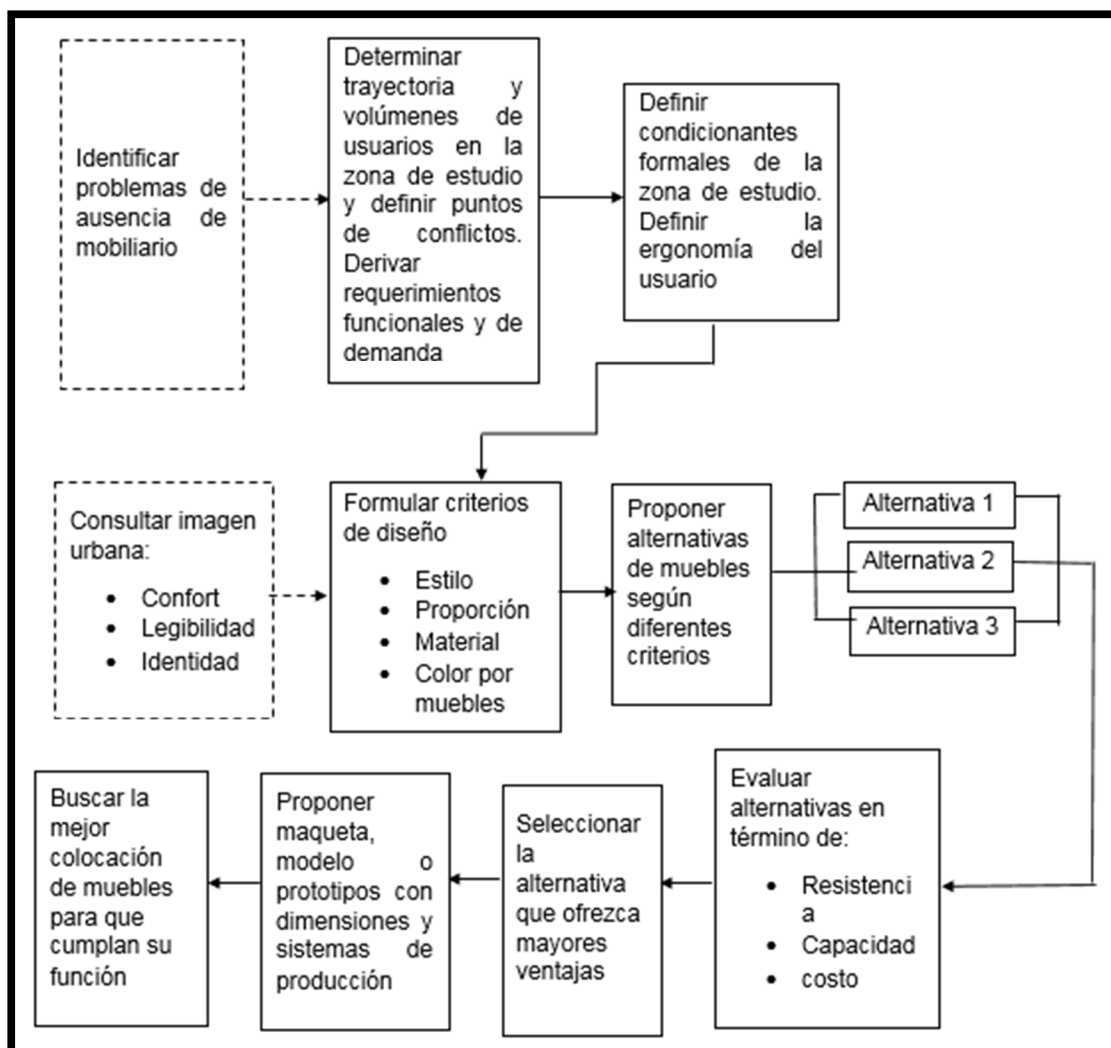 Identificar
problemas de
ausencia de
mobiliario
Determinar
trayectoria y
volúmenes de
usuarios en la
zona de estudio
y definir puntos
de conflictos.
Derivar
requerimientos
funcionales y de
demanda
Definir
condicionantes
formales de la
zona de estudio.
Definir la
ergonomía del
usuario
Consultar imagen
urbana:
• Confort
• Legibilidad
• Identidad
Formular criterios
de diseño
• Estilo
• Proporción
• Material
• Color por
muebles
Proponer
alternativas
de muebles
según
diferentes
criterios
Alternativa 1
Alternativa 2
Alternativa 3
Evaluar
alternativas en
término de:
• Resistenci
a
• Capacidad
• costo
Seleccionar
la
alternativa
que ofrezca
mayores
ventajas
Proponer
maqueta,
modelo o
prototipos con
dimensiones y
sistemas de
producción
Buscar la
mejor
colocación
de muebles
para que
cumplan su
función